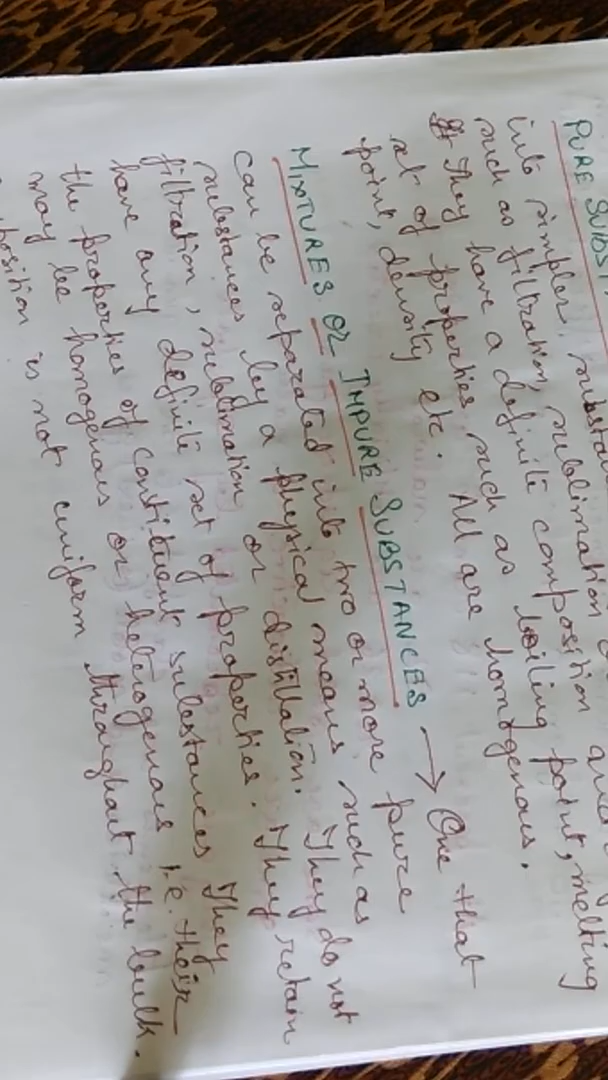 PURE SUBST
into simpler substan
such as filtration, sublimation
They have a definite composition and
set of properties such as boiling point, melting
point, density etc. All are homogenous.
MIXTURES OR IMPURE SUBSTANCES → One that
can be separated into two or more pure
substances by a physical means such as
filtration, sublimation or distillation. They do not
have any definite set of properties. They retain
the properties of contituent substances They
may be homogenous or heterogenous i.e. their
position is not uniform throughout the bulk.